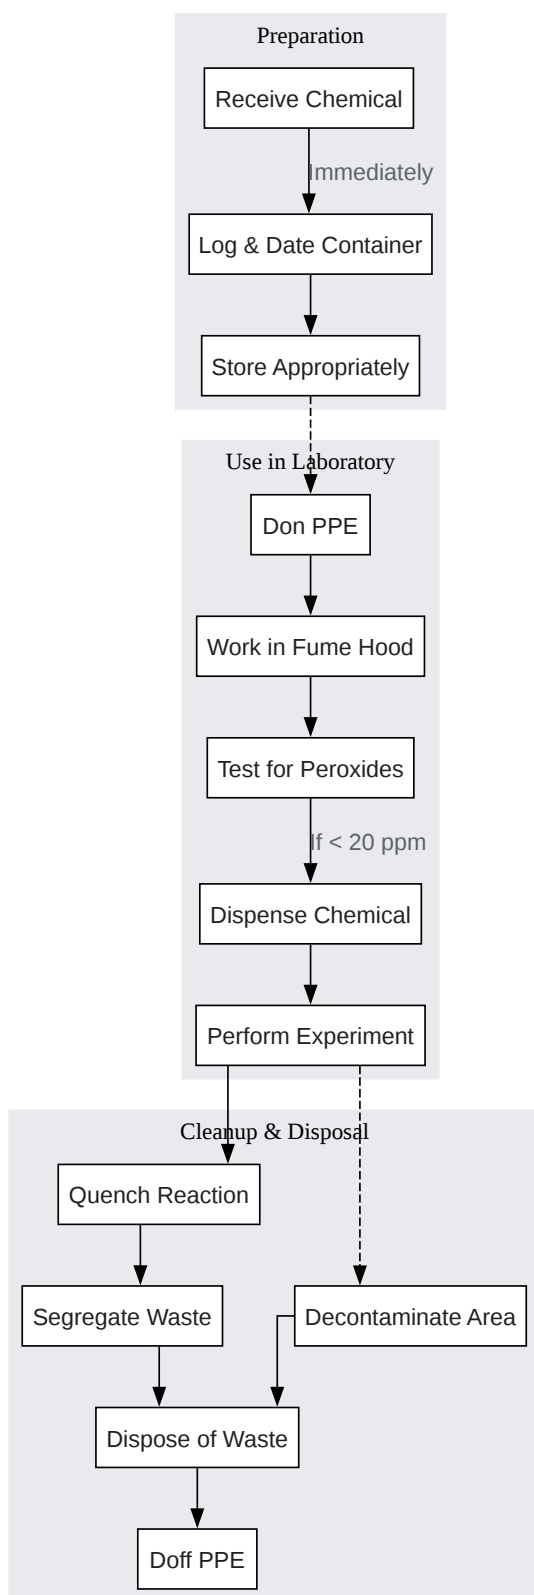 Preparation
Receive Chemical
Immediately
Log & Date Container
Store Appropriately
Use in Laboratory
Don PPE
Work in Fume Hood
Test for Peroxides
If < 20 ppm
Dispense Chemical
Perform Experiment
Cleanup & Disposal
Quench Reaction
Segregate Waste
Decontaminate Area
Dispose of Waste
Doff PPE